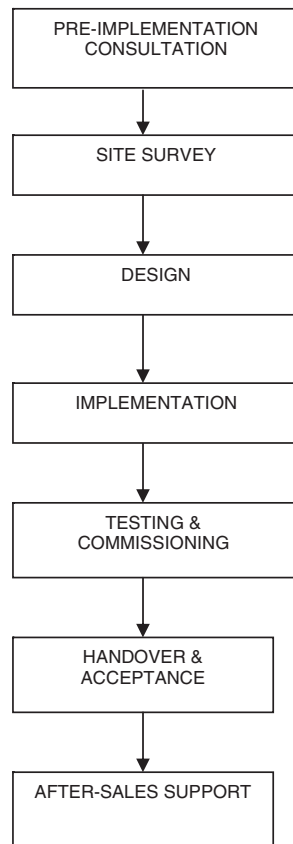 PRE-IMPLEMENTATION
CONSULTATION
SITE SURVEY
DESIGN
IMPLEMENTATION
TESTING &
COMMISSIONING
HANDOVER &
ACCEPTANCE
AFTER-SALES SUPPORT